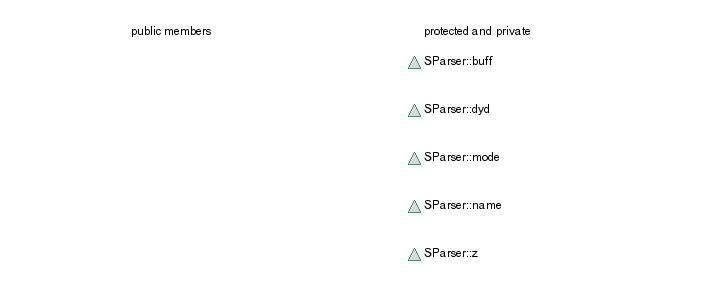 public members
protected and private
SParser::buff
SParser::dyd
SParser::mode
SParser::name
SParser::z